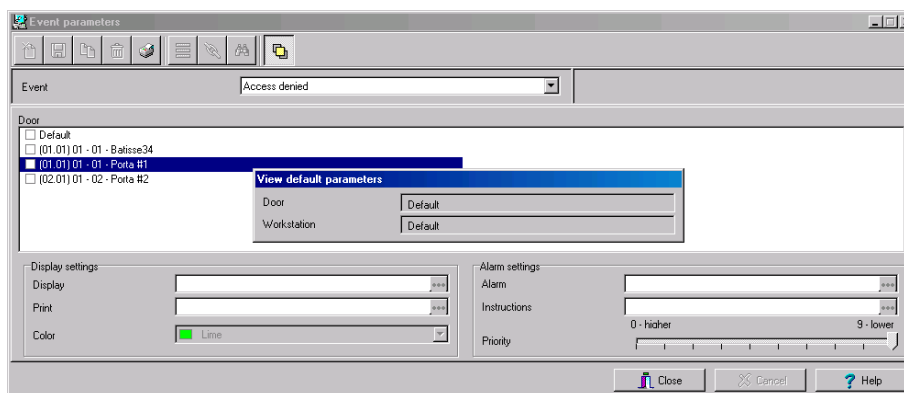 Event parameters
Event Access denied
Door
Default
(01.01) 01 - 01 - Batisse34
(01.01) 01 - 01 - Porta #1
(02.01) 01 - 02 - Porta #2
View default parameters
Door Default
Workstation Default
Display settings
Display
Print
Color Lime
Alarm settings
Alarm
Instructions
0 - higher 9 - lower
Priority
Close Cancel Help